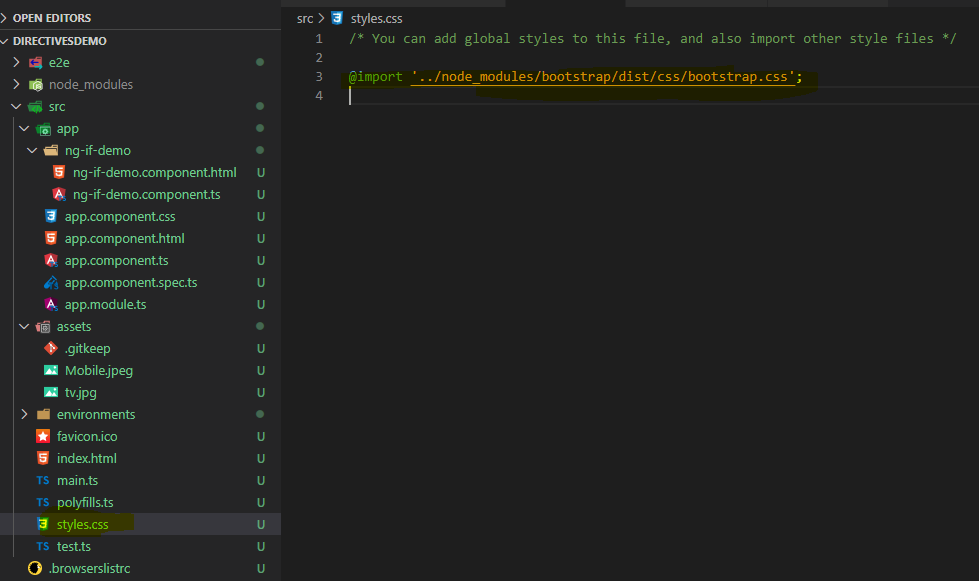 OPEN EDITORS
DIRECTIVESDEMO
e2e
node_modules
src
app
ng-if-demo
ng-if-demo.component.html U
ng-if-demo.component.ts U
app.component.css U
app.component.html U
app.component.ts U
app.component.spec.ts U
app.module.ts U
assets
.gitkeep U
Mobile.jpeg U
tv.jpg U
environments
favicon.ico U
index.html U
TS main.ts U
TS polyfills.ts U
styles.css U
TS test.ts U
.browserslistrc U
src > styles.css
1 /* You can add global styles to this file, and also import other style files */
2
3 @import '../node_modules/bootstrap/dist/css/bootstrap.css';
4